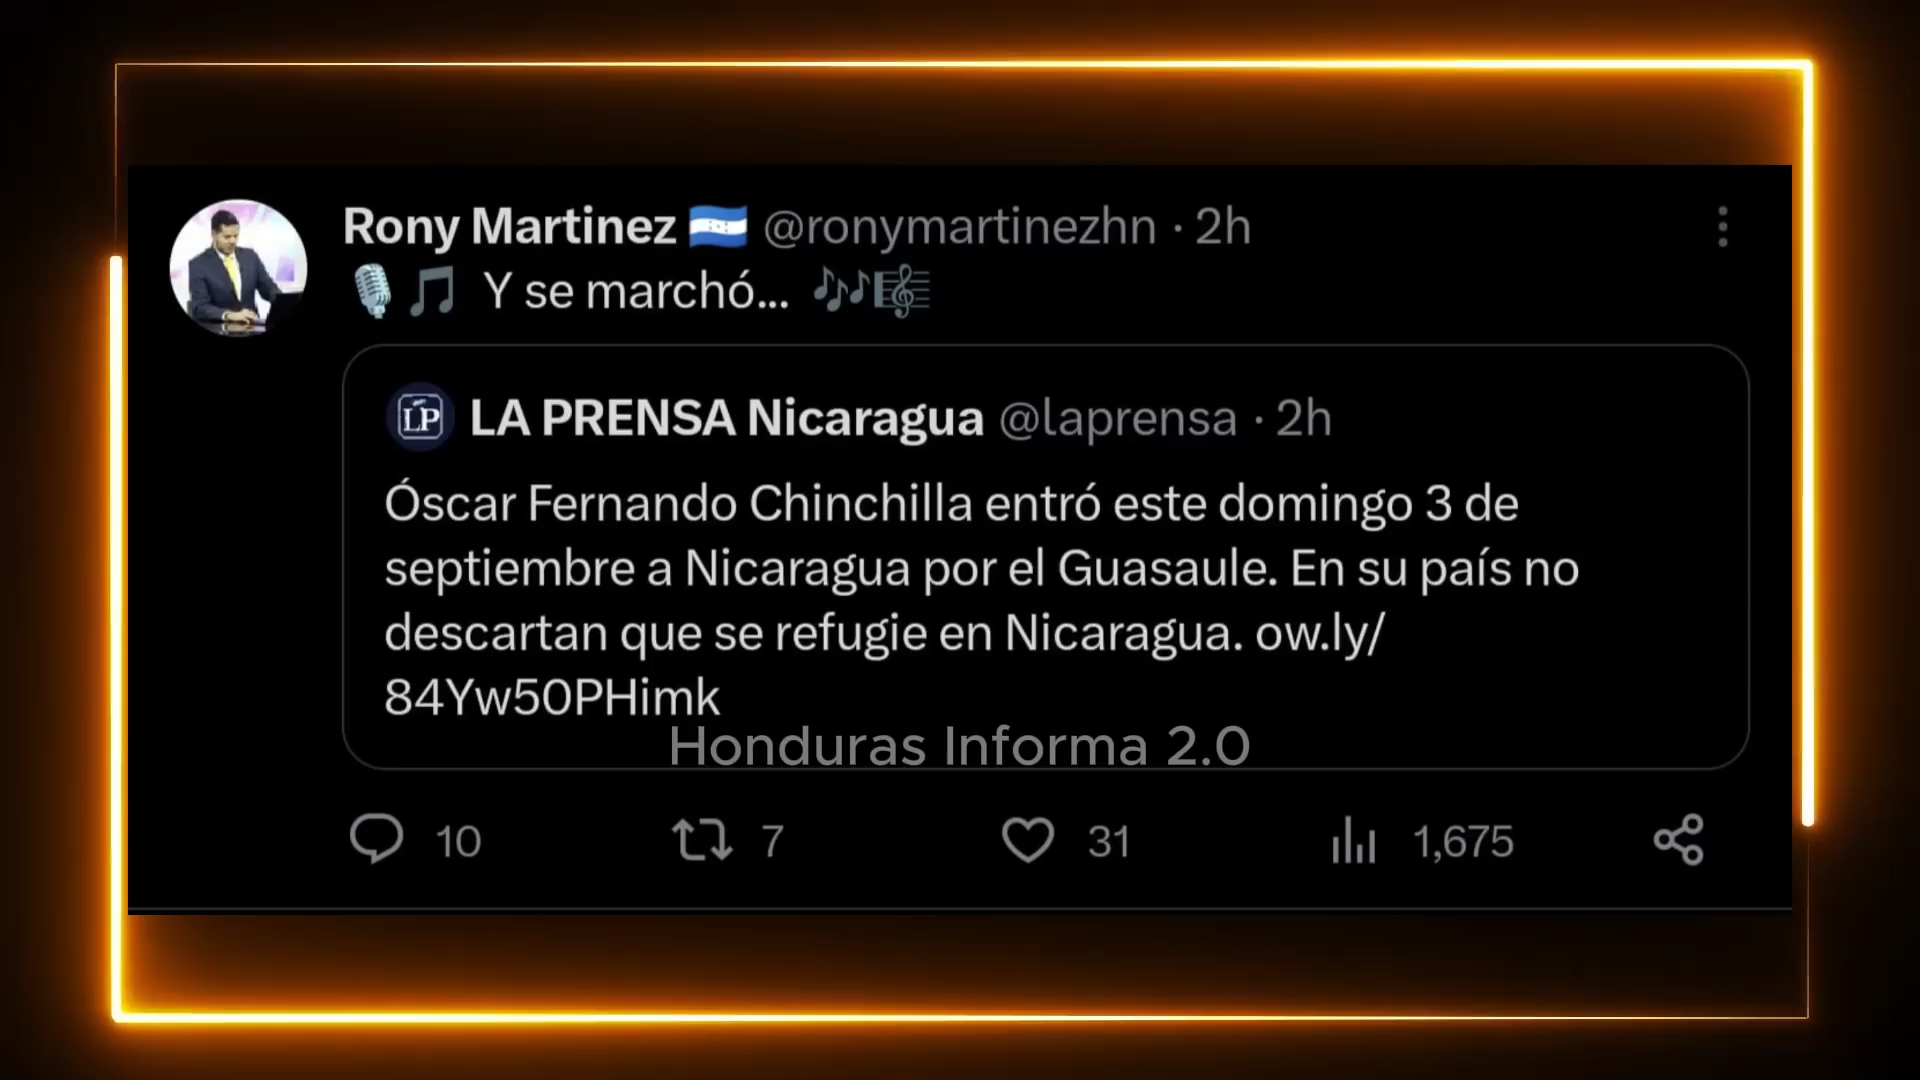 Rony Martinez 🇭🇳 @ronymartinezhn · 2h
🎙️🎵 Y se marchó... 🎶🎼
LP LA PRENSA Nicaragua @laprensa · 2h
Óscar Fernando Chinchilla entró este domingo 3 de
septiembre a Nicaragua por el Guasaule. En su país no
descartan que se refugie en Nicaragua. ow.ly/
84Yw50PHimk
Honduras Informa 2.0
10 7 31 1,675